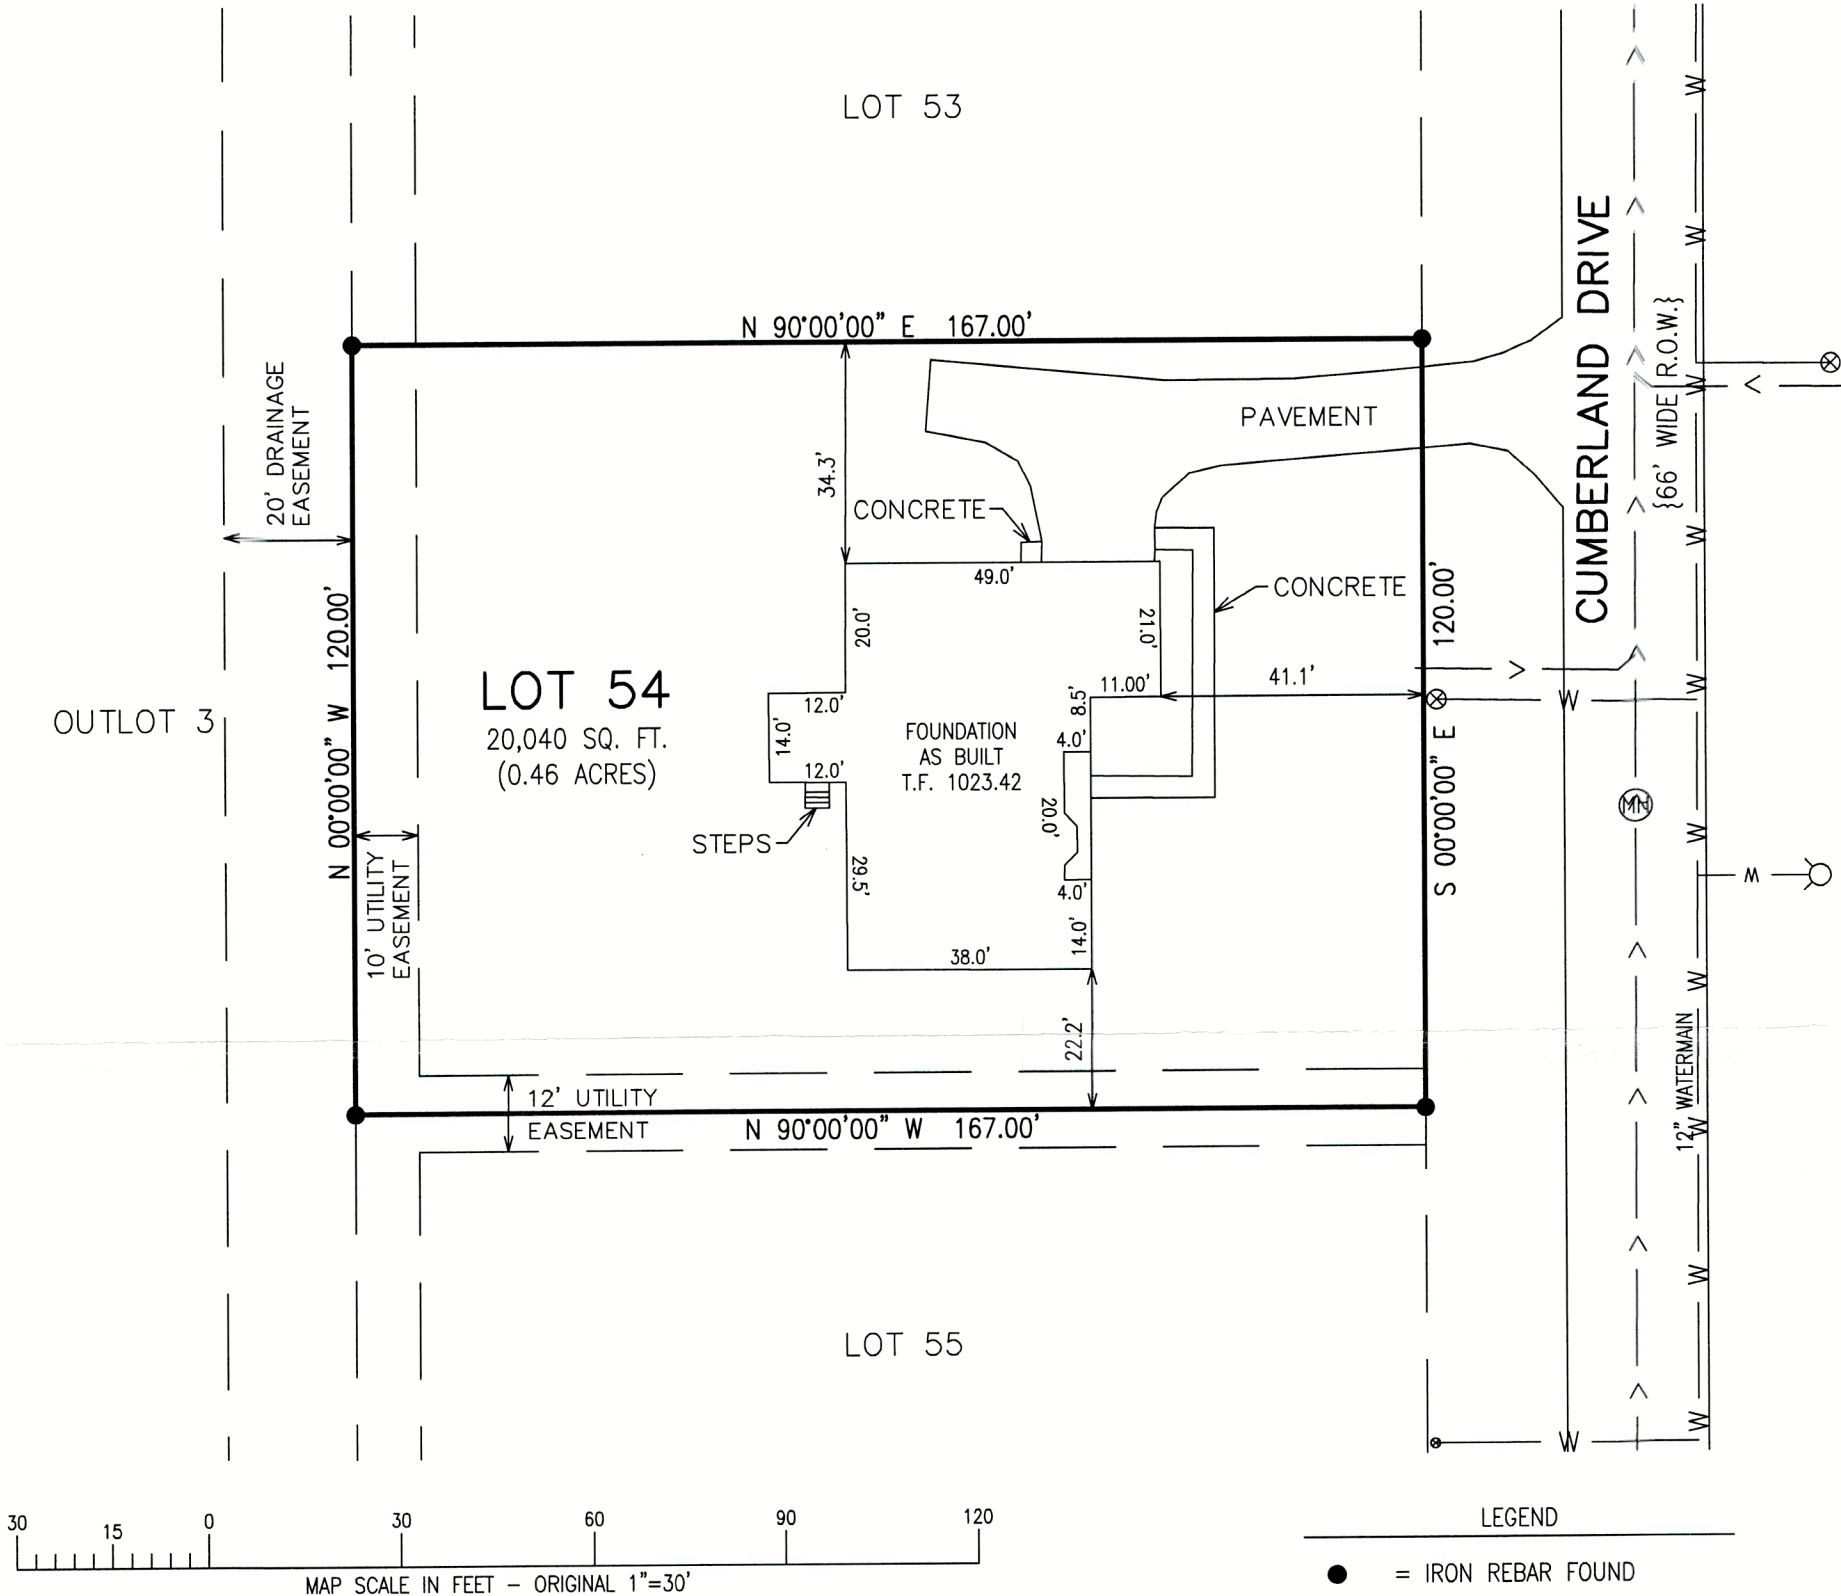 LOT 53
CUMBERLAND DRIVE
{66' WIDE R.O.W.}
N 90°00'00" E 167.00'
20' DRAINAGE
EASEMENT
PAVEMENT
34.3'
CONCRETE
49.0'
CONCRETE
N 00°00'00" W 120.00'
20.0'
21.0'
S 00°00'00" E 120.00'
41.1'
LOT 54
20,040 SQ. FT.
(0.46 ACRES)
OUTLOT 3
12.0'
14.0'
12.0'
11.00'
8.5'
4.0'
FOUNDATION
AS BUILT
T.F. 1023.42
20.0'
STEPS
29.5'
4.0'
14.0'
38.0'
10' UTILITY
EASEMENT
22.2'
12' UTILITY
EASEMENT
N 90°00'00" W 167.00'
12" WATERMAIN
W
W
W
W
W
W
W
W
W
W
W
W
W
W
MH
LOT 55
30
15
0
30
60
90
120
MAP SCALE IN FEET – ORIGINAL 1"=30'
LEGEND
= IRON REBAR FOUND